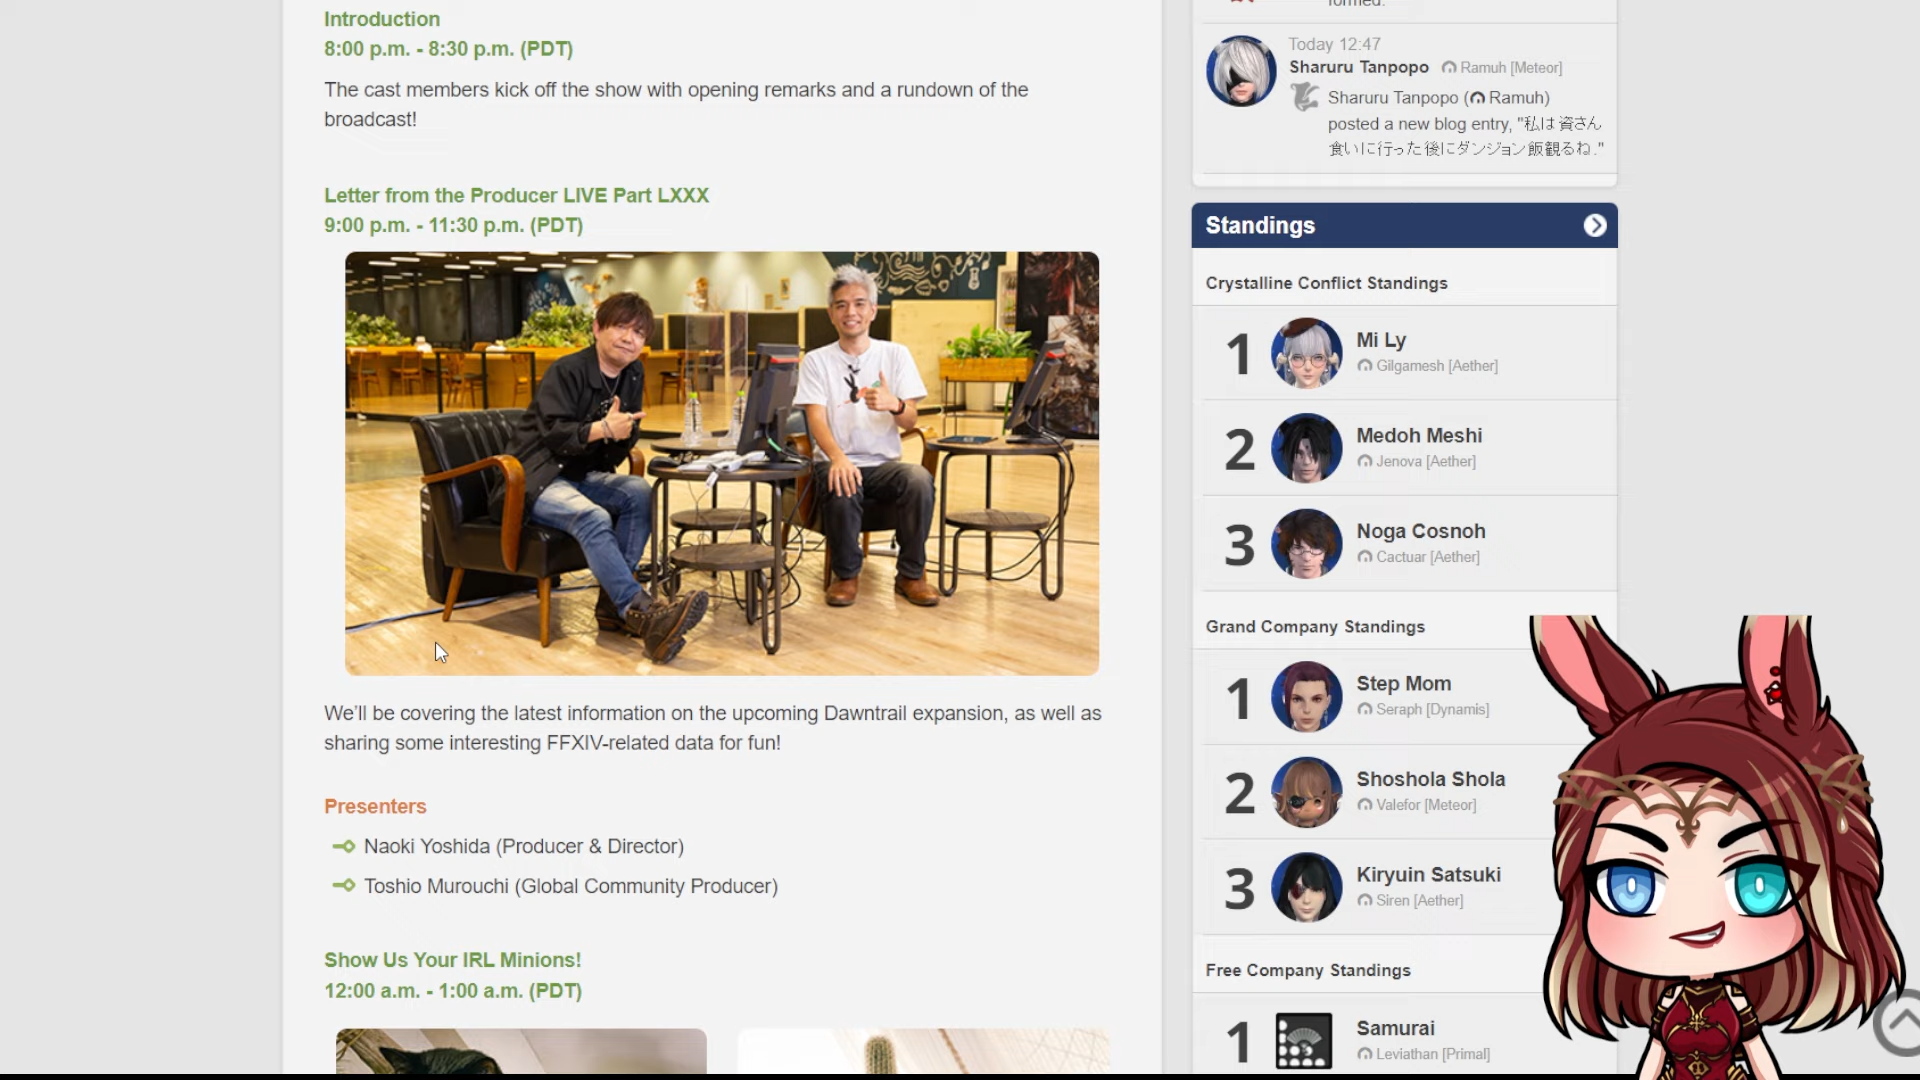 Introduction
8:00 p.m. - 8:30 p.m. (PDT)
The cast members kick off the show with opening remarks and a rundown of the
broadcast!
Letter from the Producer LIVE Part LXXX
9:00 p.m. - 11:30 p.m. (PDT)
We'll be covering the latest information on the upcoming Dawntrail expansion, as well as
sharing some interesting FFXIV-related data for fun!
Presenters
Naoki Yoshida (Producer & Director)
Toshio Murouchi (Global Community Producer)
Show Us Your IRL Minions!
12:00 a.m. - 1:00 a.m. (PDT)
formed.
Today 12:47
Sharuru Tanpopo Ramuh [Meteor]
Sharuru Tanpopo (Ramuh)
posted a new blog entry, "私は資さん
食いに行った後にダンジョン飯観るね."
Standings
Crystalline Conflict Standings
1 Mi Ly
Gilgamesh [Aether]
2 Medoh Meshi
Jenova [Aether]
3 Noga Cosnoh
Cactuar [Aether]
Grand Company Standings
1 Step Mom
Seraph [Dynamis]
2 Shoshola Shola
Valefor [Meteor]
3 Kiryuin Satsuki
Siren [Aether]
Free Company Standings
1 Samurai
Leviathan [Primal]